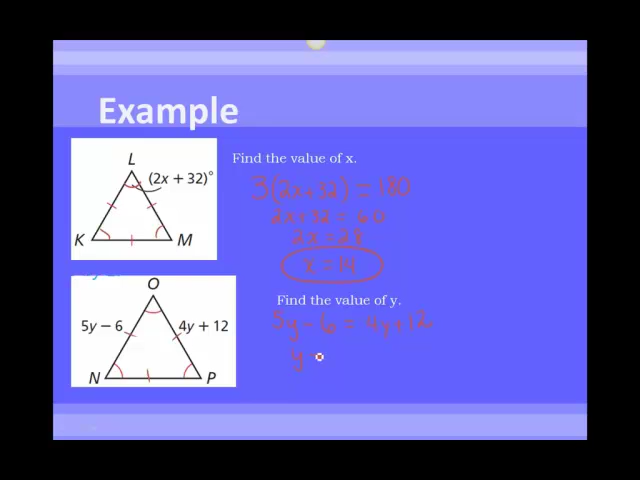 Example
Find the value of x.
L
(2x + 32)°
K
M
3(2x+32) = 180
2x+32 = 60
2x = 28
x = 14
Find the value of y.
O
5y − 6
4y + 12
N
P
5y - 6 = 4y + 12
y